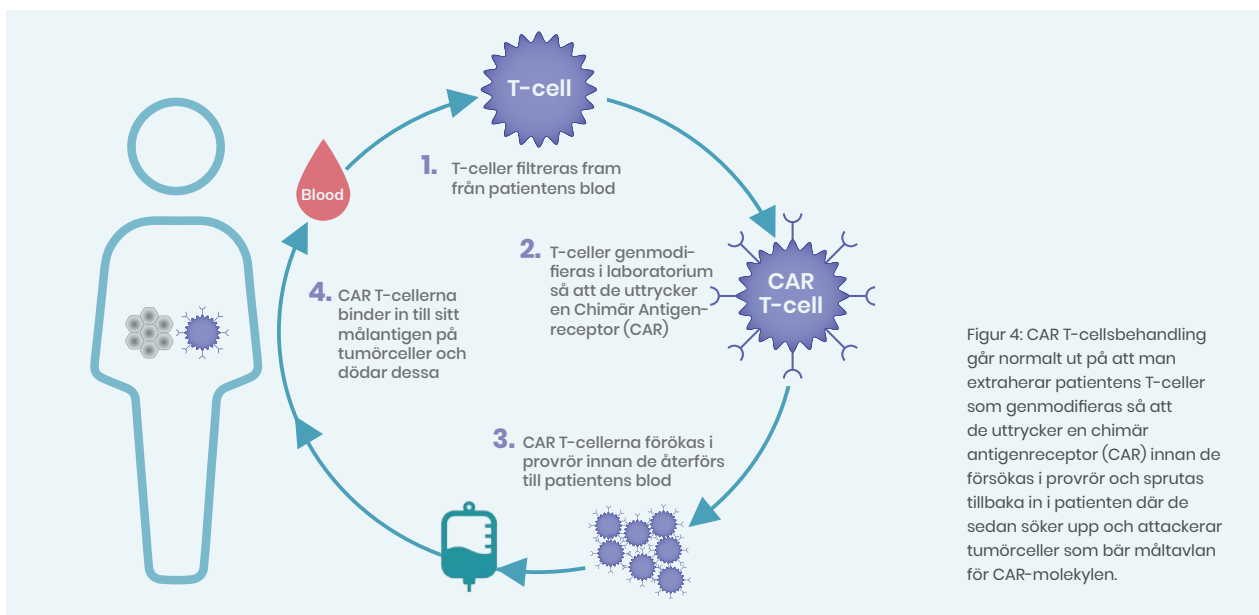 T-cell
Blood
1. T-celler filtreras fram
från patientens blod
2. T-celler genmodi-
fieras i laboratorium
så att de uttrycker
en Chimär Antigen-
receptor (CAR)
CAR
T-cell
3. CAR T-cellerna förökas i
provrör innan de återförs
till patientens blod
4. CAR T-cellerna
binder in till sitt
målantigen på
tumörceller och
dödar dessa
Figur 4: CAR T-cellsbehandling
går normalt ut på att man
extraherar patientens T-celler
som genmodifieras så att
de uttrycker en chimär
antigenreceptor (CAR) innan de
försökas i provrör och sprutas
tillbaka in i patienten där de
sedan söker upp och attackerar
tumörceller som bär måltavlan
för CAR-molekylen.